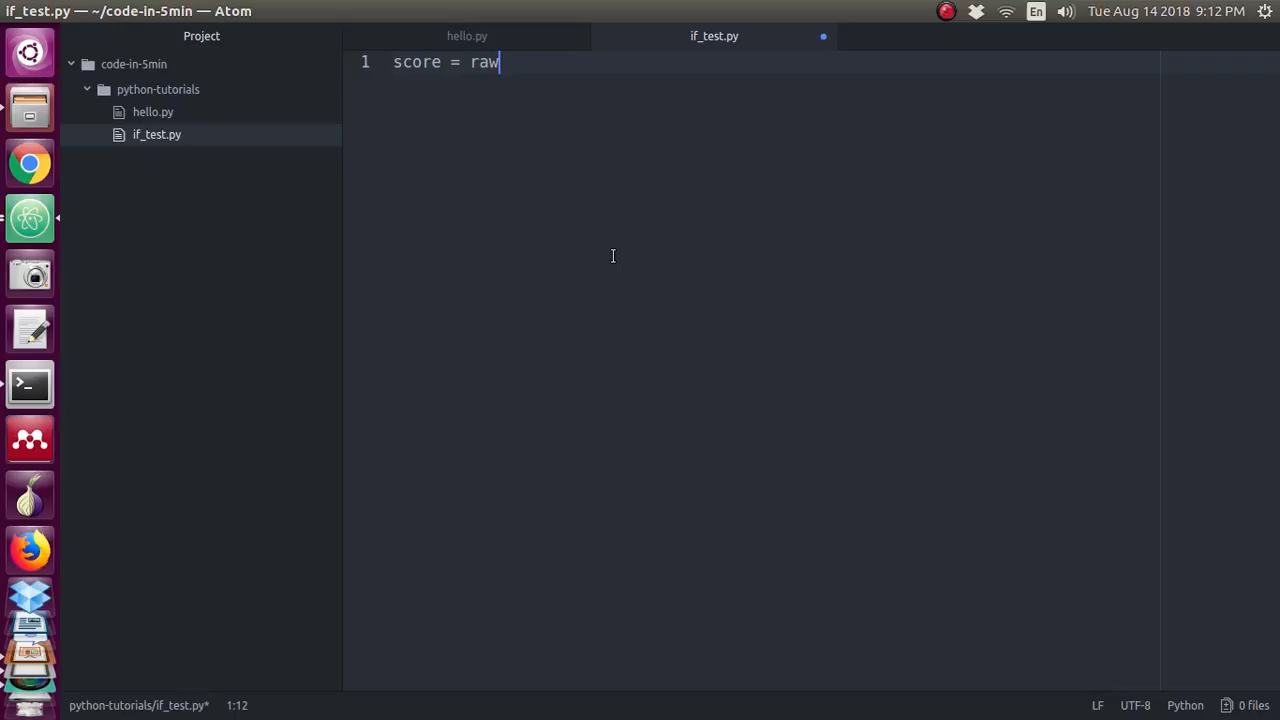 if_test.py — ~/code-in-5min — Atom
En
Tue Aug 14 2018 9:12 PM
Project
hello.py
if_test.py
code-in-5min
python-tutorials
hello.py
if_test.py
1 score = raw
python-tutorials/if_test.py* 1:12
LF UTF-8 Python 0 files